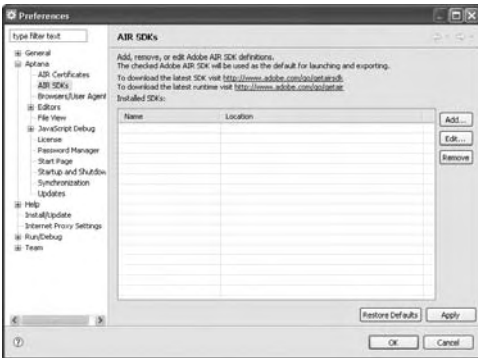 Preferences
type filter text
General
Aptana
AIR Certificates
AIR SDKs
Browsers/User Agent
Editors
File View
JavaScript Debug
License
Password Manager
Start Page
Startup and Shutdow
Synchronization
Updates
Help
Install/Update
Internet Proxy Settings
Run/Debug
Team
AIR SDKs
Add, remove, or edit Adobe AIR SDK definitions.
The checked Adobe AIR SDK will be used as the default for launching and exporting.
To download the latest SDK visit http://www.adobe.com/go/getairsdk
To download the latest runtime visit http://www.adobe.com/go/getair
Installed SDKs:
Name Location
Add...
Edit...
Remove
Restore Defaults Apply
OK Cancel